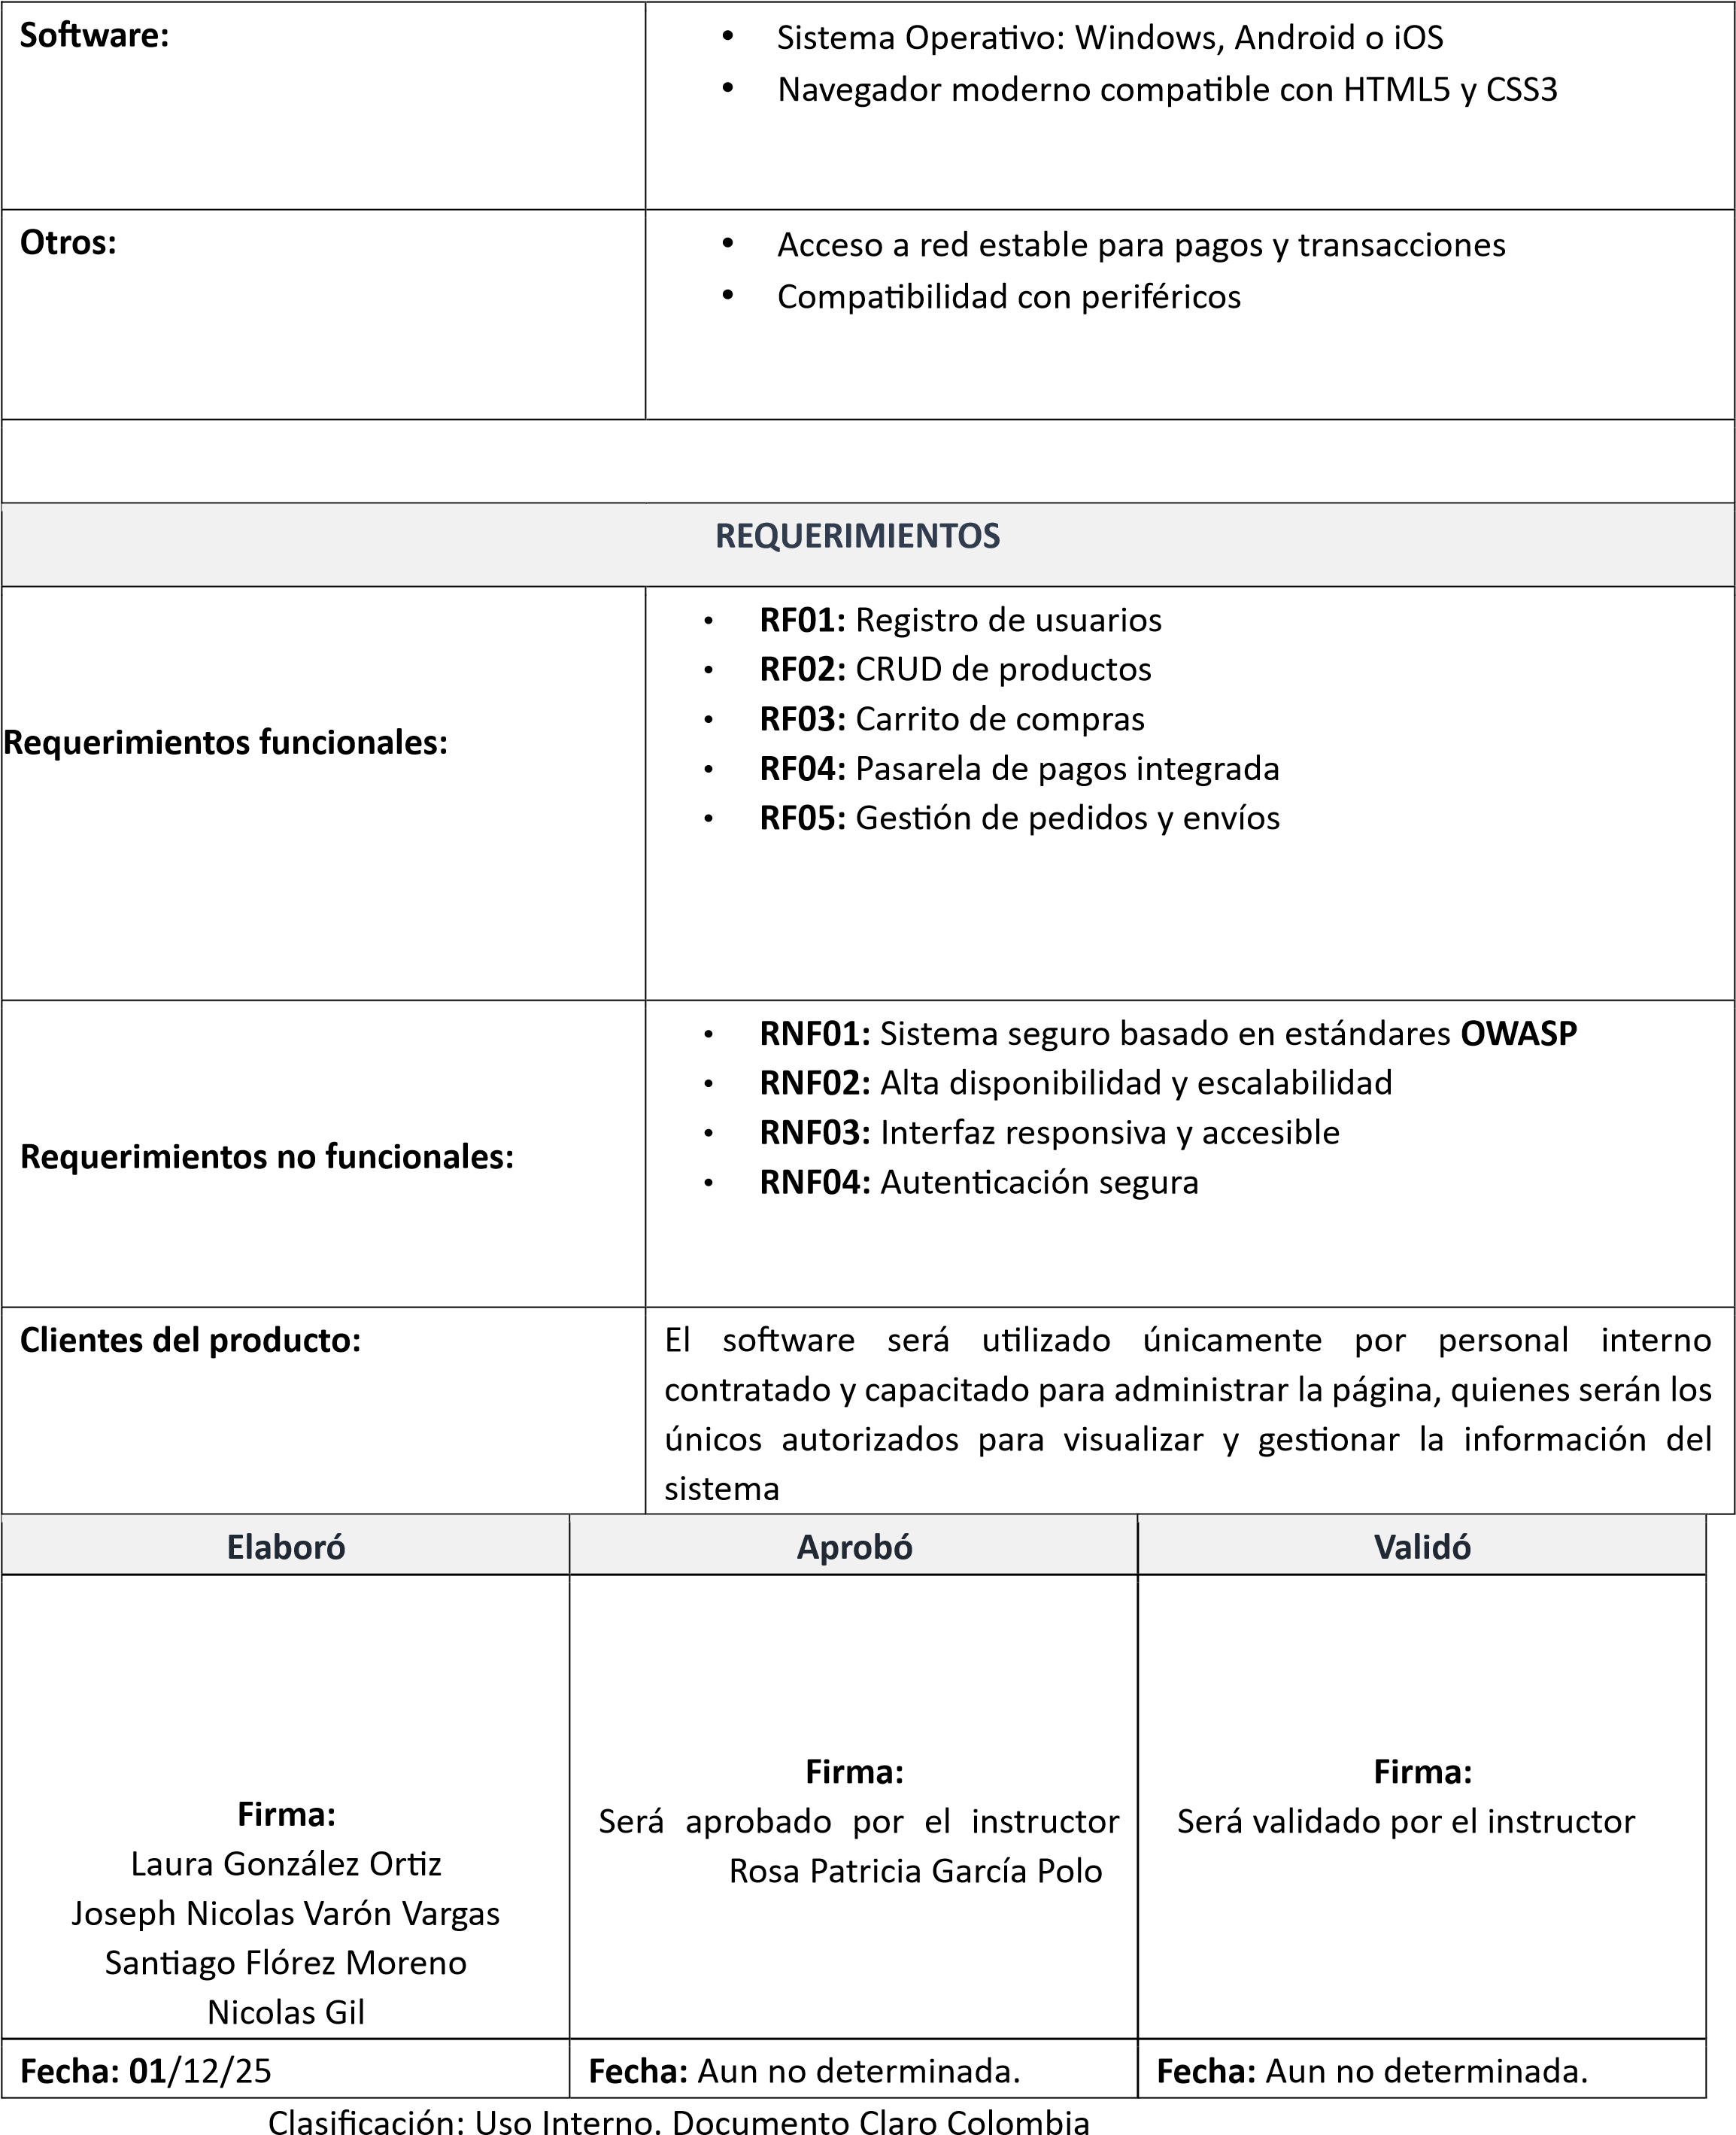 Software:
• Sistema Operativo: Windows, Android o iOS
• Navegador moderno compatible con HTML5 y CSS3
Otros:
• Acceso a red estable para pagos y transacciones
• Compatibilidad con periféricos
REQUERIMIENTOS
Requerimientos funcionales:
• RF01: Registro de usuarios
• RF02: CRUD de productos
• RF03: Carrito de compras
• RF04: Pasarela de pagos integrada
• RF05: Gestión de pedidos y envíos
Requerimientos no funcionales:
• RNF01: Sistema seguro basado en estándares OWASP
• RNF02: Alta disponibilidad y escalabilidad
• RNF03: Interfaz responsiva y accesible
• RNF04: Autenticación segura
Clientes del producto:
El software será utilizado únicamente por personal interno
contratado y capacitado para administrar la página, quienes serán los
únicos autorizados para visualizar y gestionar la información del
sistema
Elaboró
Aprobó
Validó
Firma:
Laura González Ortiz
Joseph Nicolas Varón Vargas
Santiago Flórez Moreno
Nicolas Gil
Firma:
Será aprobado por el instructor
Rosa Patricia García Polo
Firma:
Será validado por el instructor
Fecha: 01/12/25
Fecha: Aun no determinada.
Fecha: Aun no determinada.
Clasificación: Uso Interno. Documento Claro Colombia